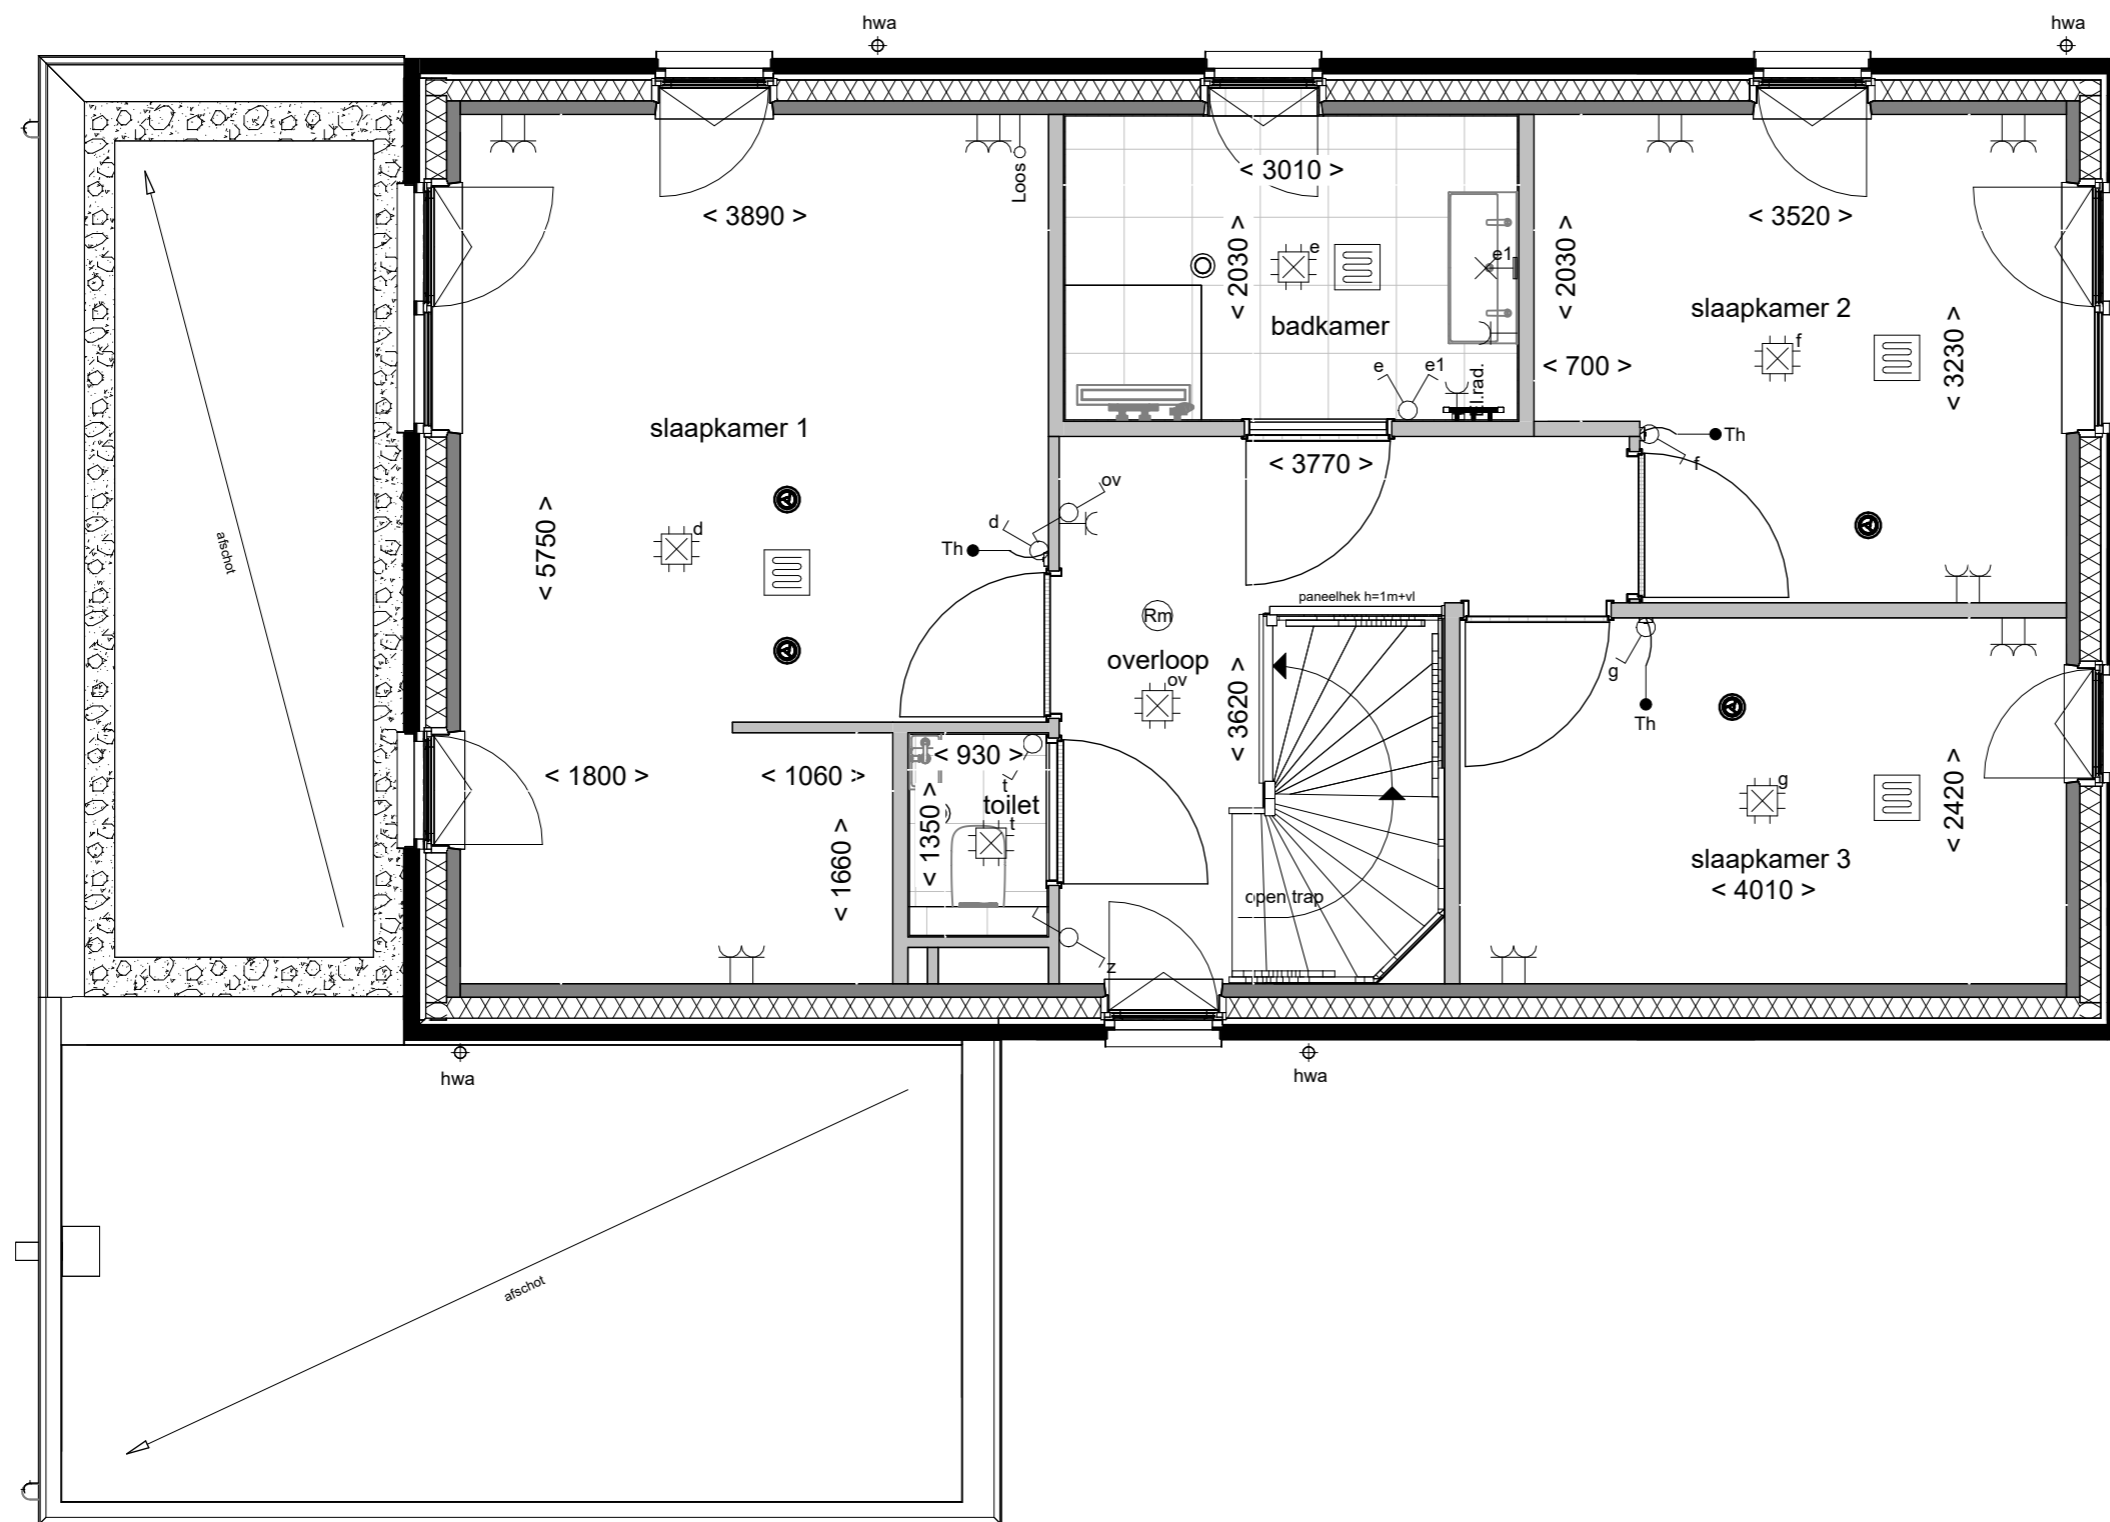 hwa
hwa
< 3890 >
Loos
< 3010 >
< 2030 >
e
e1
badkamer
e
e1
< 2030 >
< 700 >
< 3520 >
slaapkamer 2
f
< 3230 >
Th
f
slaapkamer 1
< 5750 >
d
d
Th
ov
< 3770 >
paneelhek h=1m+vl
Rm
overloop
ov
< 3620 >
open trap
g
Th
g
slaapkamer 3
< 4010 >
< 2420 >
< 1800 >
< 1060 >
< 1660 >
< 930 >
t
toilet
t
< 1350 >
z
afschot
hwa
hwa
afschot